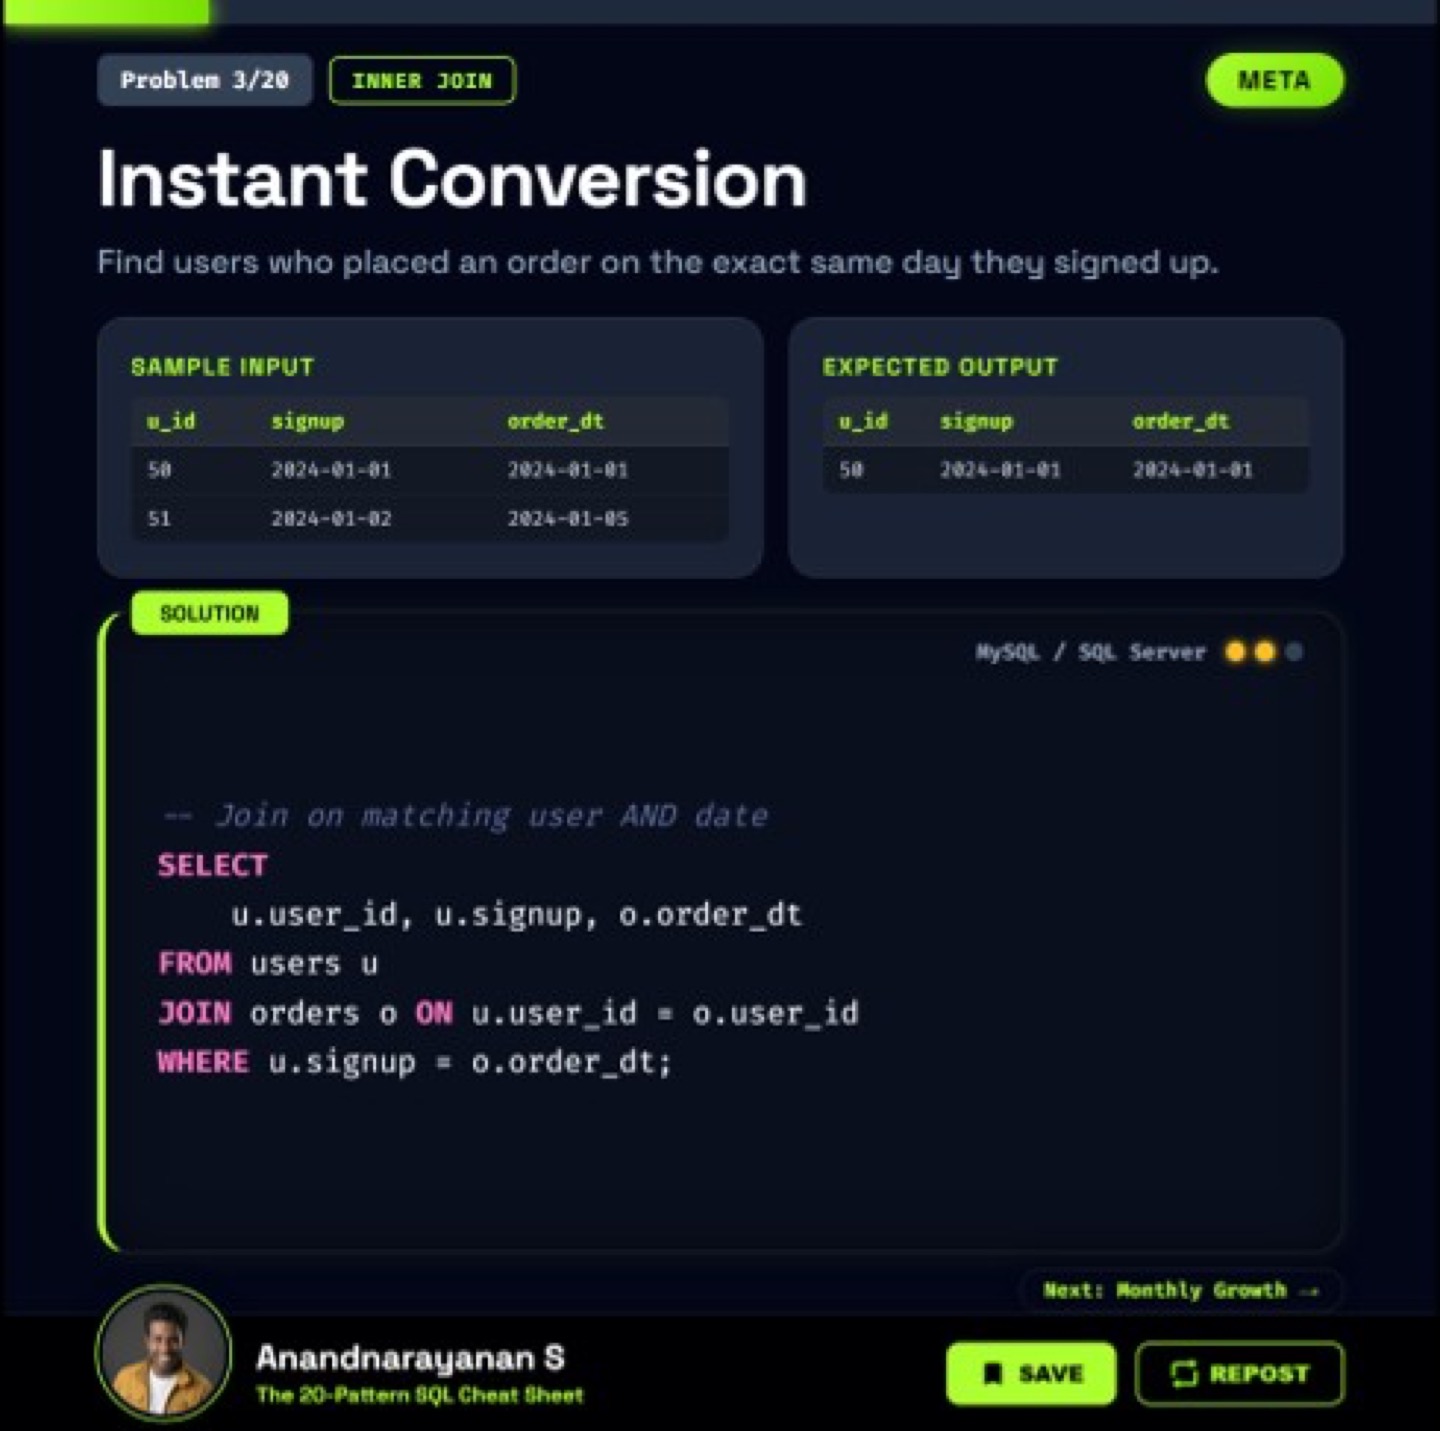 Problem 3/20
INNER JOIN
META
Instant Conversion
Find users who placed an order on the exact same day they signed up.
SAMPLE INPUT
u_id signup order_dt
50 2024-01-01 2024-01-01
51 2024-01-02 2024-01-05
EXPECTED OUTPUT
u_id signup order_dt
50 2024-01-01 2024-01-01
SOLUTION
MySQL / SQL Server
-- Join on matching user AND date
SELECT
u.user_id, u.signup, o.order_dt
FROM users u
JOIN orders o ON u.user_id = o.user_id
WHERE u.signup = o.order_dt;
Next: Monthly Growth →
Anandnarayanan S
The 20-Pattern SQL Cheat Sheet
SAVE
REPOST